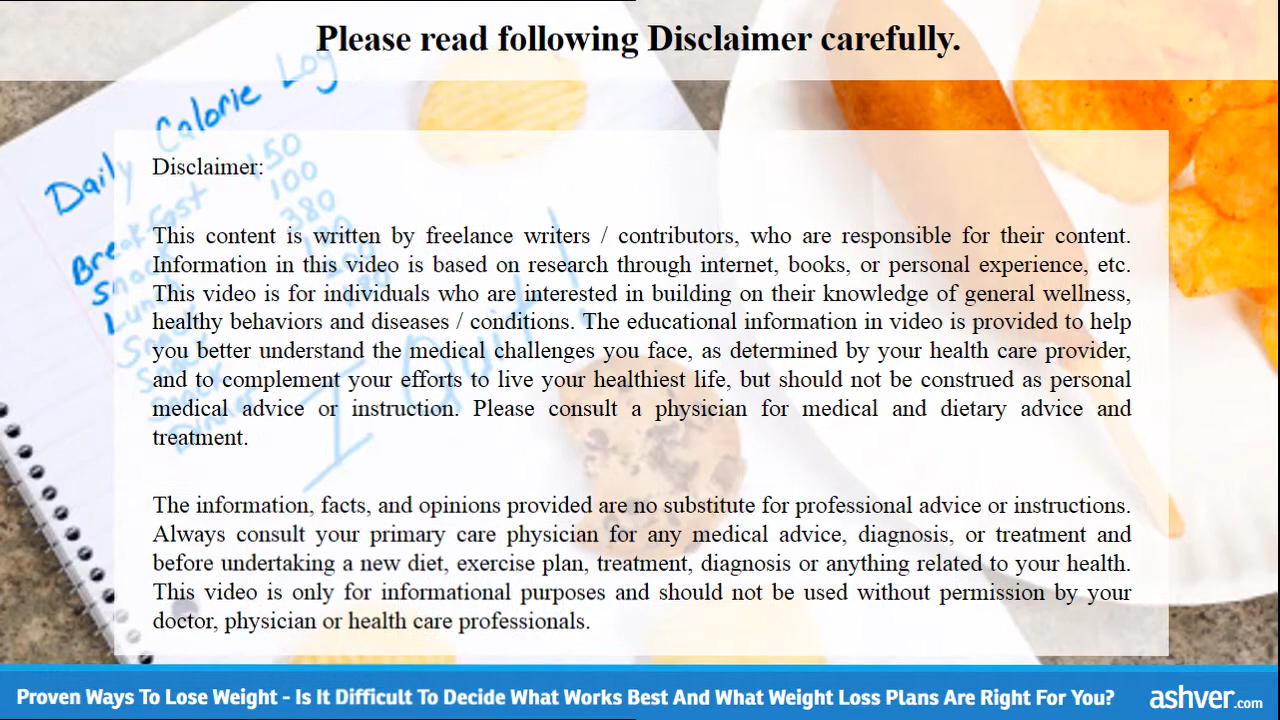 Please read following Disclaimer carefully.
Daily Calorie Log
Disclaimer:
150
100
380
Breakfast
Snack
Lunch
Snack
Snack
Snack
Dinner
I Quit!
This content is written by freelance writers / contributors, who are responsible for their content.
Information in this video is based on research through internet, books, or personal experience, etc.
This video is for individuals who are interested in building on their knowledge of general wellness,
healthy behaviors and diseases / conditions. The educational information in video is provided to help
you better understand the medical challenges you face, as determined by your health care provider,
and to complement your efforts to live your healthiest life, but should not be construed as personal
medical advice or instruction. Please consult a physician for medical and dietary advice and
treatment.
The information, facts, and opinions provided are no substitute for professional advice or instructions.
Always consult your primary care physician for any medical advice, diagnosis, or treatment and
before undertaking a new diet, exercise plan, treatment, diagnosis or anything related to your health.
This video is only for informational purposes and should not be used without permission by your
doctor, physician or health care professionals.
Proven Ways To Lose Weight - Is It Difficult To Decide What Works Best And What Weight Loss Plans Are Right For You?
ashver.com